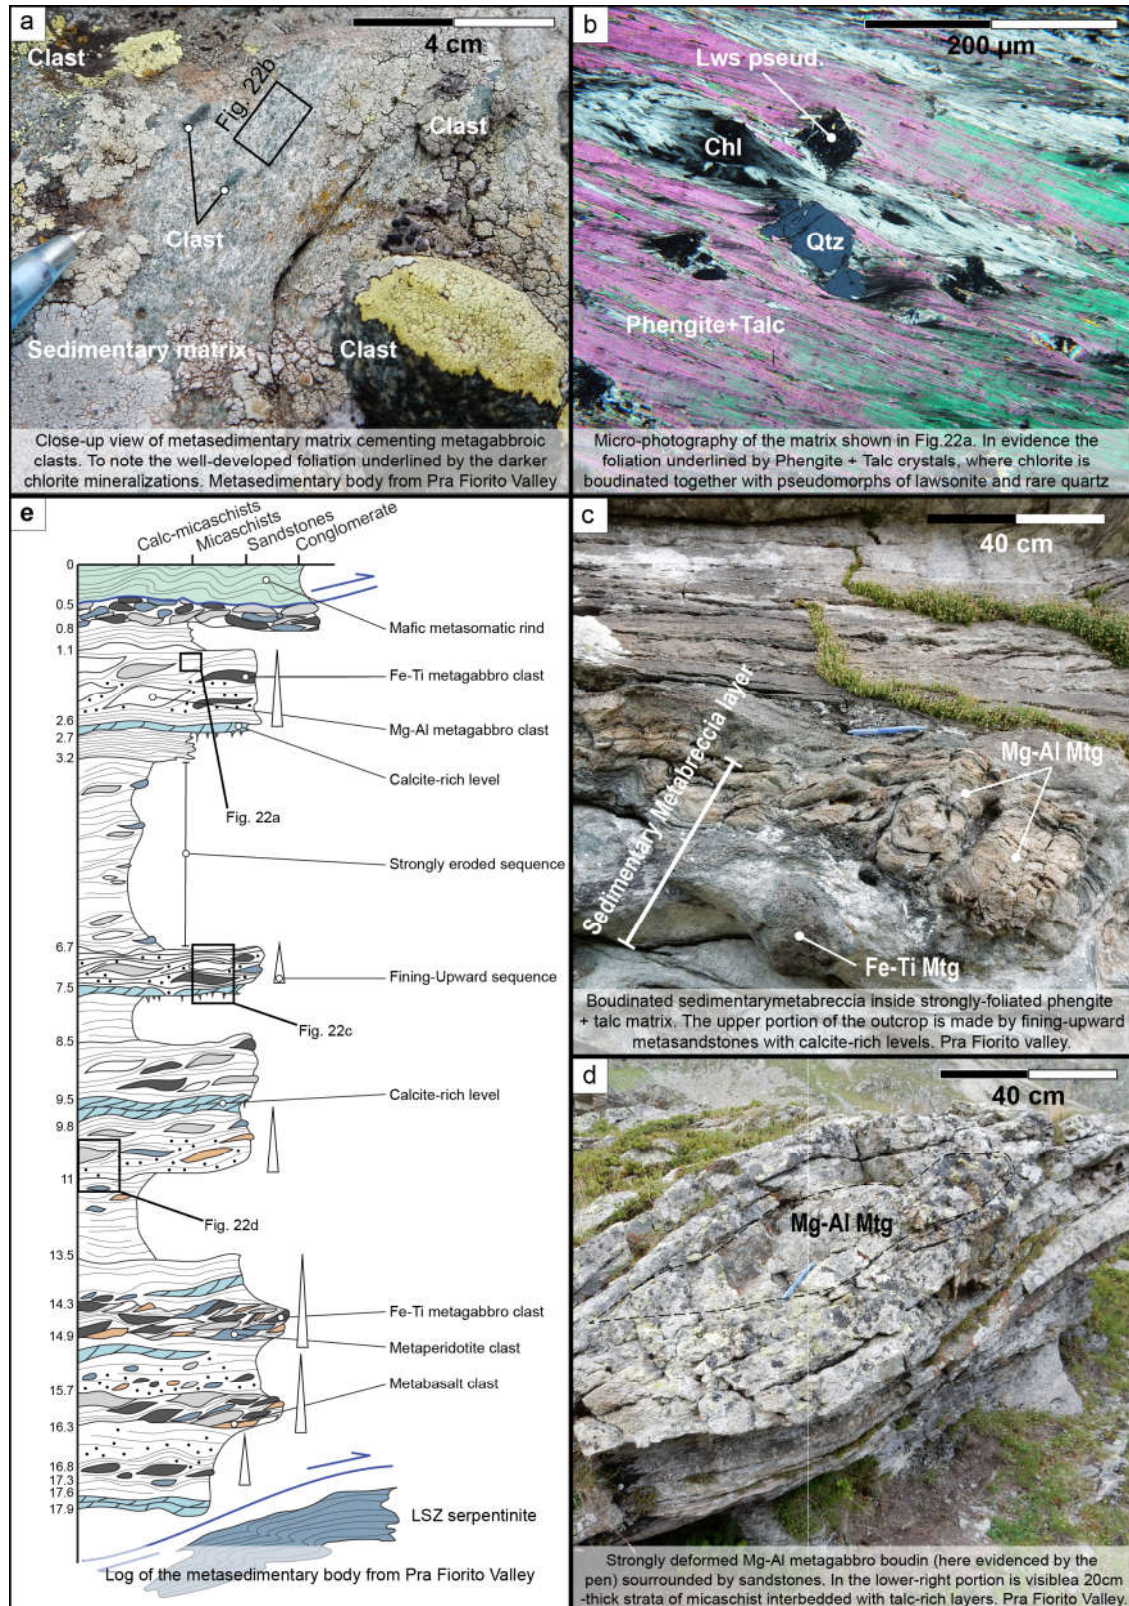 a
Clast
4 cm
Fig. 22b
Clast
Clast
Sedimentary matrix
Clast
Close-up view of metasedimentary matrix cementing metagabbroic
clasts. To note the well-developed foliation underlined by the darker
chlorite mineralizations. Metasedimentary body from Pra Fiorito Valley
b
200 µm
Lws pseud.
Chl
Qtz
Phengite+Talc
Micro-photography of the matrix shown in Fig.22a. In evidence the
foliation underlined by Phengite + Talc crystals, where chlorite is
boudinated together with pseudomorphs of lawsonite and rare quartz
e
Calc-micaschists
Micaschists
Sandstones
Conglomerate
0
0.5
0.8
1.1
2.6
2.7
3.2
6.7
7.5
8.5
9.5
9.8
11
13.5
14.3
14.9
15.7
16.3
16.8
17.3
17.6
17.9
Mafic metasomatic rind
Fe-Ti metagabbro clast
Mg-Al metagabbro clast
Calcite-rich level
Fig. 22a
Strongly eroded sequence
Fining-Upward sequence
Fig. 22c
Calcite-rich level
Fig. 22d
Fe-Ti metagabbro clast
Metaperidotite clast
Metabasalt clast
LSZ serpentinite
Log of the metasedimentary body from Pra Fiorito Valley
c
40 cm
Mg-Al Mtg
Sedimentary Metabreccia layer
Fe-Ti Mtg
Boudinated sedimentarymetabreccia inside strongly-foliated phengite
+ talc matrix. The upper portion of the outcrop is made by fining-upward
metasandstones with calcite-rich levels. Pra Fiorito valley.
d
40 cm
Mg-Al Mtg
Strongly deformed Mg-Al metagabbro boudin (here evidenced by the
pen) sourrounded by sandstones. In the lower-right portion is visiblea 20cm
-thick strata of micaschist interbedded with talc-rich layers. Pra Fiorito Valley.